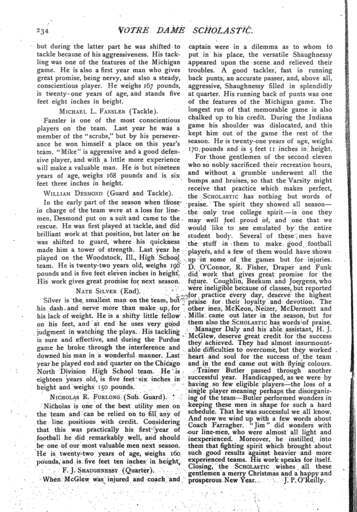 234 NOTRE DAME SCHOLASTIC.
but during the latter part he was shifted to
tackle because of his aggressiveness. His tack-
ling was one of the features of the Michigan
game. He is also a first year man who gives
great promise, being nervy, and also a steady,
conscientious player. He weighs 167 pounds,
is twenty-one years of age, and stands five
feet eight inches in height.
MICHAEL L. FANSLER (Tackle).
Fansler is one of the most conscientious
players on the team. Last year he was a
member of the "scrubs," but by his persever-
ance he won himself a place on this year's
team. "Mike" is aggressive and a good defen-
sive player, and with a little more experience
will make a valuable man. He is but nineteen
years of age, weighs 168 pounds and is six
feet three inches in height.
WILLIAN DESMOND (Guard and Tackle).
In the early part of the season when those
in charge of the team were at a loss for line-
men, Desmond put on a suit and came to the
rescue. He was first played at tackle, and did
brilliant work at that position, but later on he
was shifted to guard, where his quickness
made him a tower of strength. Last year he
played on the Woodstock, Ill., High School
team. He is twenty-two years old, weighs 198
pounds and is five feet eleven inches in height.
His work gives great promise for next season.
NATE SILVER (End).
Silver is the smallest man on the team, but
his dash and nerve more than make up for
his lack of weight. He is a shifty little fellow
on his feet, and at end he uses very good
judgment in watching the plays. His tackling
is sure and effective, and during the Purdue
game he broke through the interference and
downed his man in a wonderful manner. Last
year he played end and quarter on the Chicago
North Division High School team. He is
eighteen years old, is five feet six inches in
height and weighs 150 pounds.
NICHOLAS R. FURLONG (Sub. Guard).
Nicholas is one of the best utility men on
the team and can be relied on to fill any of
the line positions with credit. Considering
that this was practically his first year of
football he did remarkably well, and should
be one of our most valuable men next season.
He is twenty-two years of age, weighs 160
pounds, and is five feet ten inches in height.
F. J. SHAUGHNESSY (Quarter).
When McGlew was injured and coach and
captain were in a dilemma as to whom to
put in his place, the versatile Shaughnessy
appeared upon the scene and relieved their
troubles. A good tackler, fast in running
back punts, an accurate passer, and, above all,
aggressive, Shaughnessy filled in splendidly
at quarter. His running back of punts was one
of the features of the Michigan game. The
longest run of that memorable game is also
chalked up to his credit. During the Indiana
game his shoulder was dislocated, and this
kept him out of the game the rest of the
season. He is twenty-one years of age, weighs
170 pounds and is 5 feet 11 inches in height.
For those gentlemen of the second eleven
who so nobly sacrificed their recreation hours,
and without a grumble underwent all the
bumps and bruises, so that the Varsity might
receive that practice which makes perfect,
the SCHOLASTIC has nothing but words of
praise. The spirit they showed all season—
the only true college spirit—is one they
may well feel proud of, and one that we
would like to see emulated by the entire
student body. Several of these men have
the stuff in them to make good football
players, and a few of them would have shown
up in some of the games but for injuries.
D. O'Connor, R. Fisher, Draper and Funk
did work that gives great promise for the
future. Coughlin, Beekum and Joergens, who
were ineligible because of classes, but reported
for practice every day, deserve the highest
praise for their loyalty and devotion. The
other men, McKeon, Neizer, McDermott and
Mills came out later in the season, but for
them also the SCHOLASTIC has words of praise.
Manager Daly and his able assistant, H. J.
McGlew, deserve great credit for the success
they achieved. They had almost insurmount-
able difficulties to overcome, but they worked
heart and soul for the success of the team,
and in the end came out with flying colours.
Trainer Butler passed through another
successful year. Handicapped, as we were by
having so few eligible players—the loss of a
single player meaning perhaps the disorganiz-
ing of the team—Butler performed wonders in
keeping these men in shape for such a hard
schedule. That he was successful we all know.
And now we wind up with a few words about
Coach Farragher. "Jim" did wonders with
our line-men, who were almost all light and
inexperienced. Moreover, he instilled into
them that fighting spirit which brought about
such good results against heavier and more
experienced teams. His work speaks for itself.
Closing, the SCHOLASTIC wishes all these
gentlemen a merry Christmas and a happy and
prosperous New Year. J. P. O'Reilly.